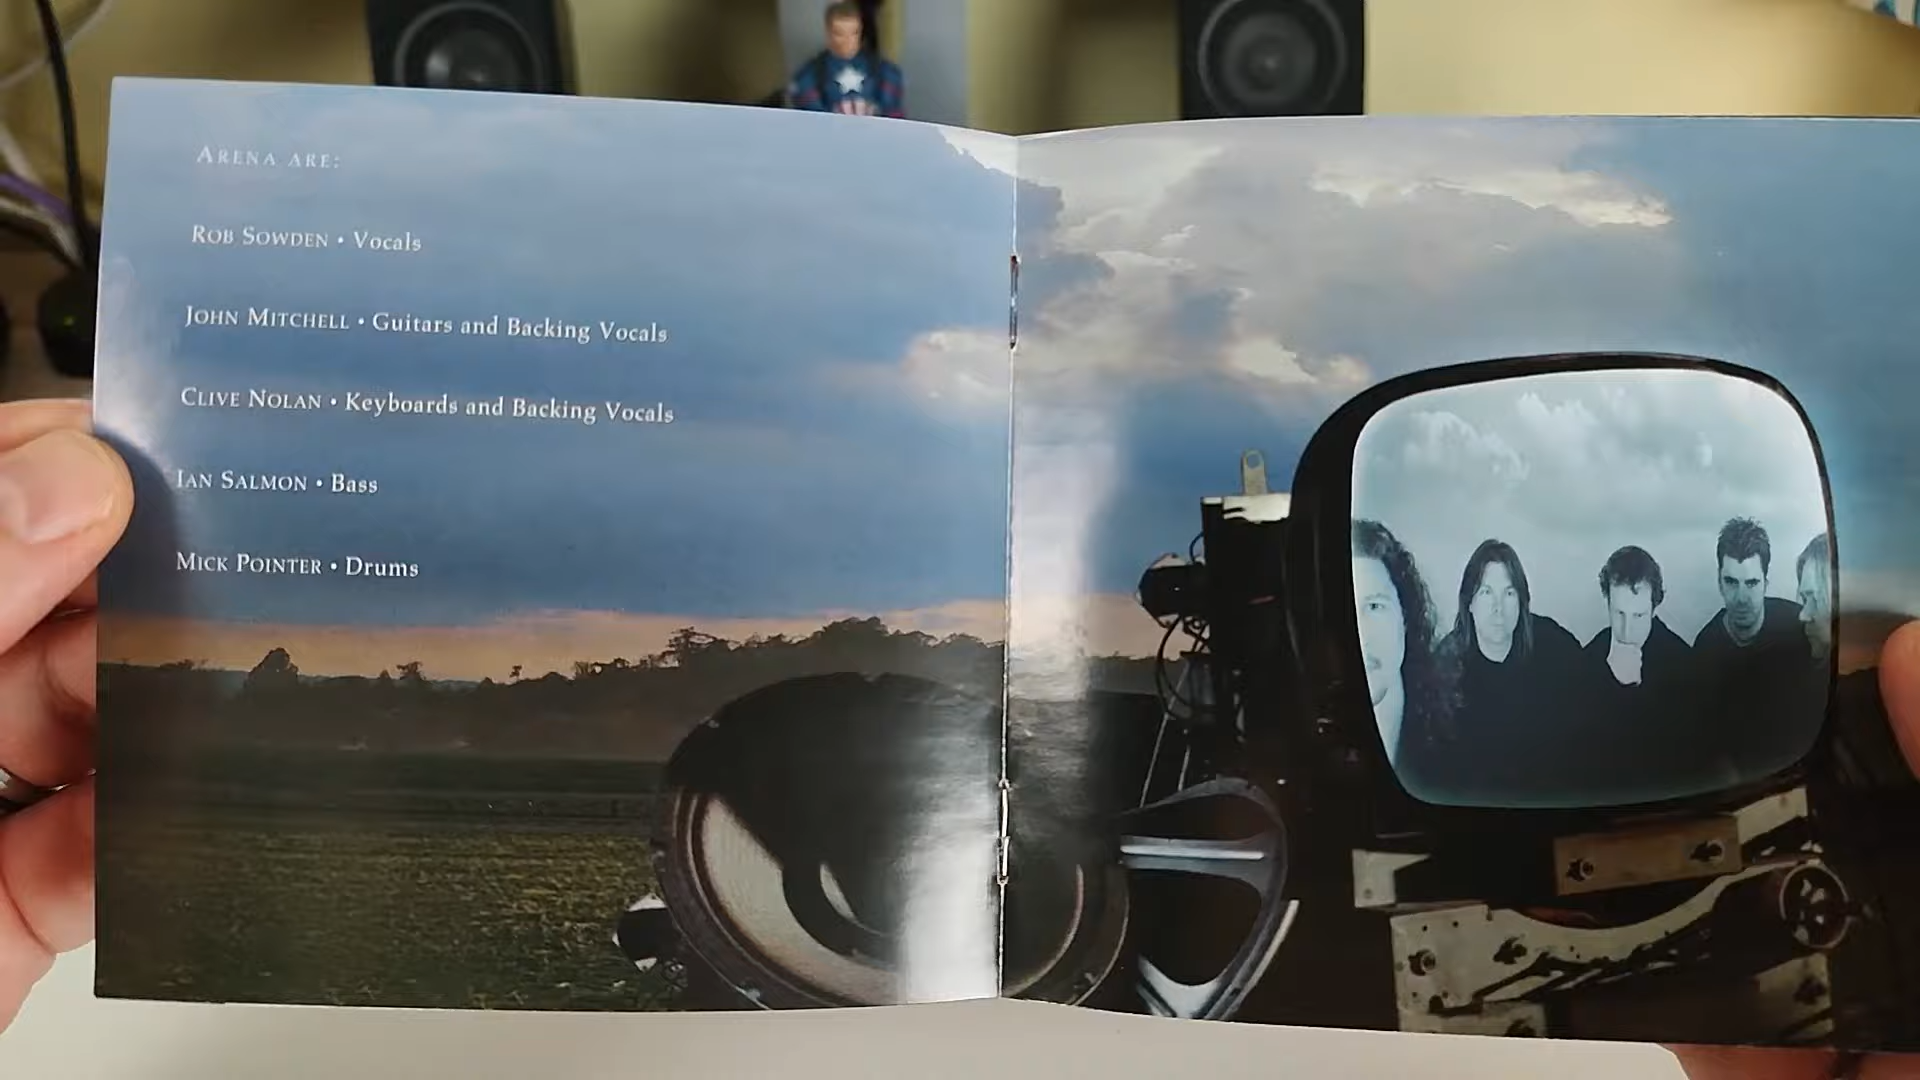 ARENA ARE:
ROB SOWDEN • Vocals
JOHN MITCHELL • Guitars and Backing Vocals
CLIVE NOLAN • Keyboards and Backing Vocals
IAN SALMON • Bass
MICK POINTER • Drums